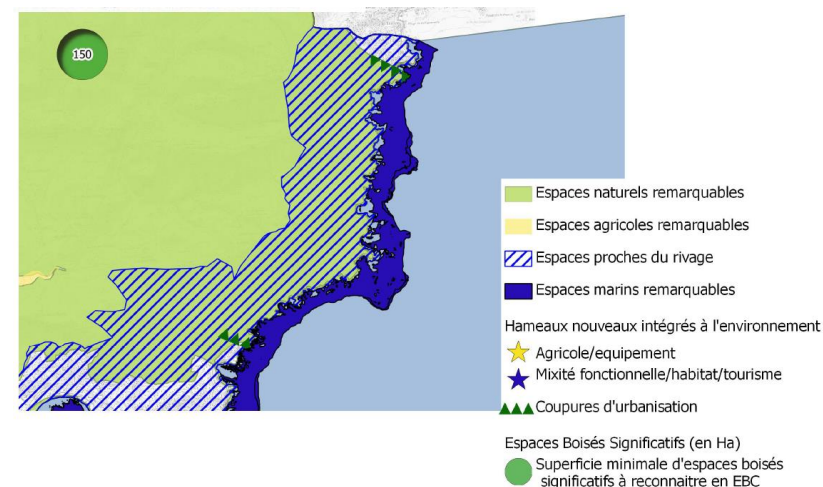 150
Espaces naturels remarquables
Espaces agricoles remarquables
Espaces proches du rivage
Espaces marins remarquables
Hameaux nouveaux intégrés à l'environnement
Agricole/equipement
Mixité fonctionnelle/habitat/tourisme
Coupures d'urbanisation
Espaces Boisés Significatifs (en Ha)
Superficie minimale d'espaces boisés
significatifs à reconnaitre en EBC